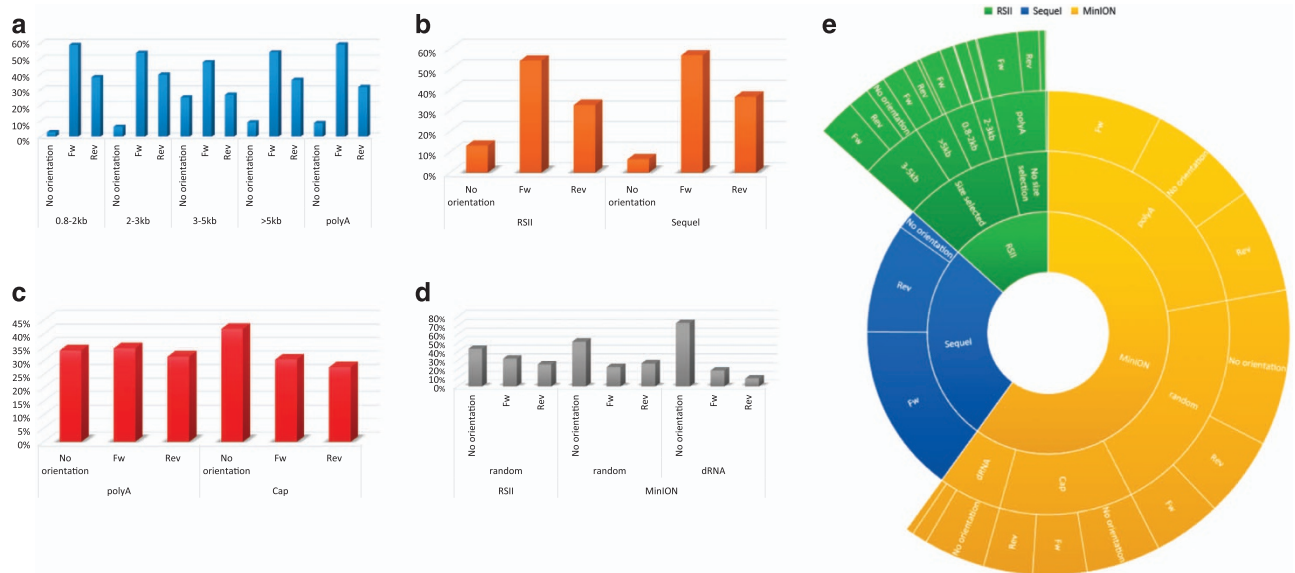 a
60%
50%
40%
30%
20%
10%
0%
No orientation Fw Rev No orientation Fw Rev No orientation Fw Rev No orientation Fw Rev No orientation Fw Rev
0.8-2kb 2-3kb 3-5kb >5kb polyA
b
60%
50%
40%
30%
20%
10%
0%
No orientation Fw Rev No orientation Fw Rev
RSII Sequel
c
45%
40%
35%
30%
25%
20%
15%
10%
5%
0%
No orientation Fw Rev No orientation Fw Rev
polyA Cap
d
80%
70%
60%
50%
40%
30%
20%
10%
0%
No orientation Fw Rev No orientation Fw Rev No orientation Fw Rev
random random dRNA
RSII MinION
e
RSII Sequel MinION
MinION
polyA
Fw
No orientation
Rev
random
No orientation
Rev
Fw
Cap
No orientation
Fw
Rev
dRNA
No orientation
Sequel
Fw
Rev
No orientation
RSII
Size selected
3-5kb
Fw
Rev
No orientation
>5kb
Fw
Rev
0.8-2kb
Fw
2-3kb
No size
selection
polyA
Fw
Rev